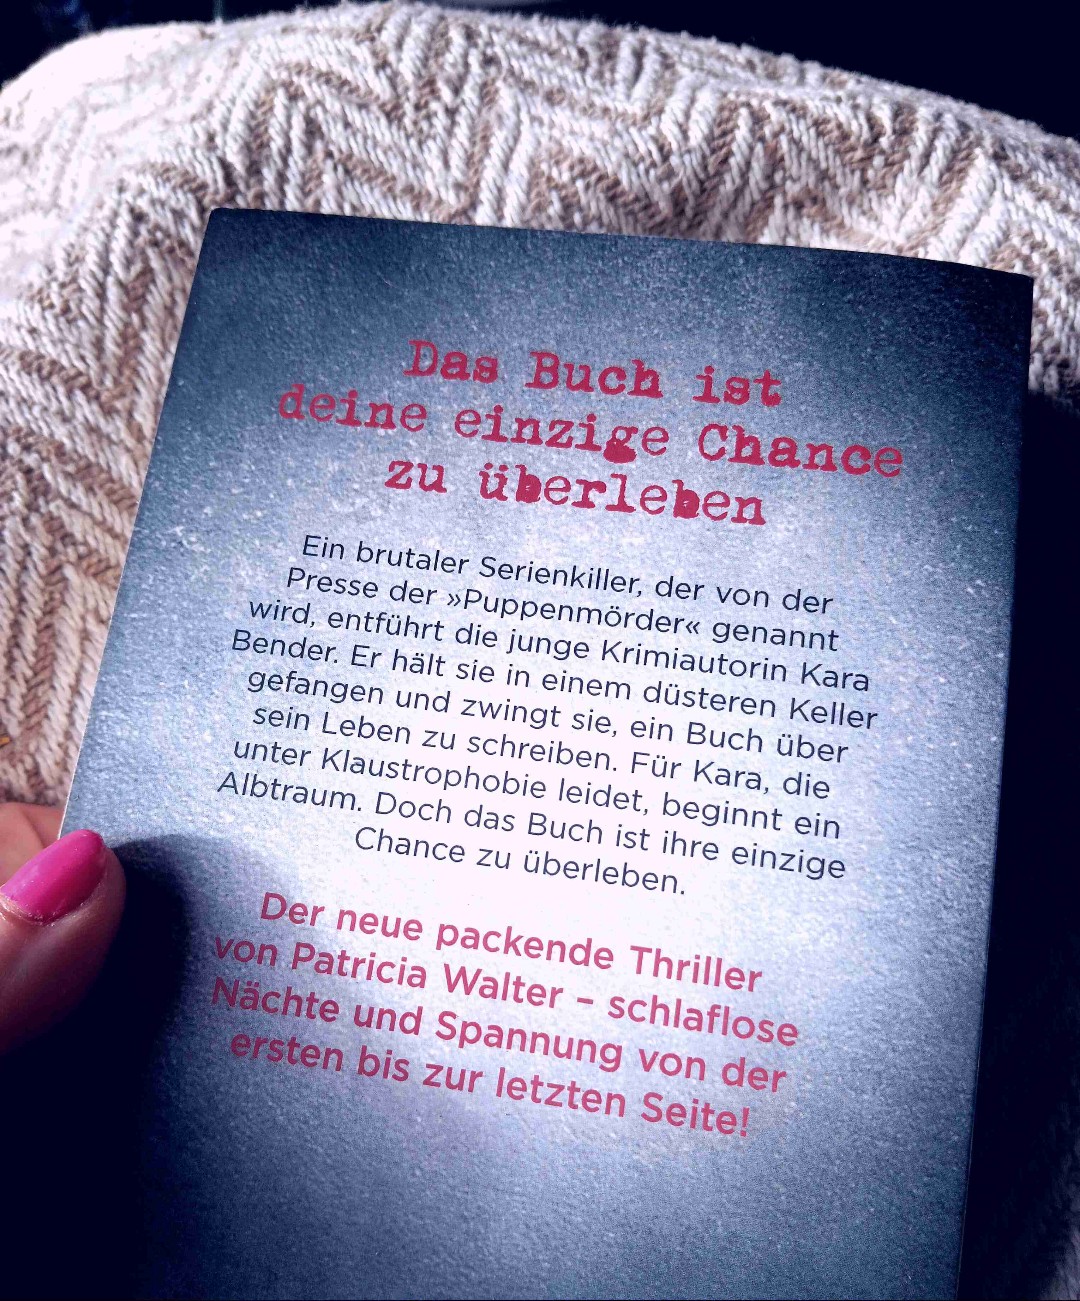 Das Buch ist
deine einzige Chance
zu überleben
Ein brutaler Serienkiller, der von der
Presse der »Puppenmörder« genannt
wird, entführt die junge Krimiautorin Kara
Bender. Er hält sie in einem düsteren Keller
gefangen und zwingt sie, ein Buch über
sein Leben zu schreiben. Für Kara, die
unter Klaustrophobie leidet, beginnt ein
Albtraum. Doch das Buch ist ihre einzige
Chance zu überleben.
Der neue packende Thriller
von Patricia Walter – schlaflose
Nächte und Spannung von der
ersten bis zur letzten Seite!